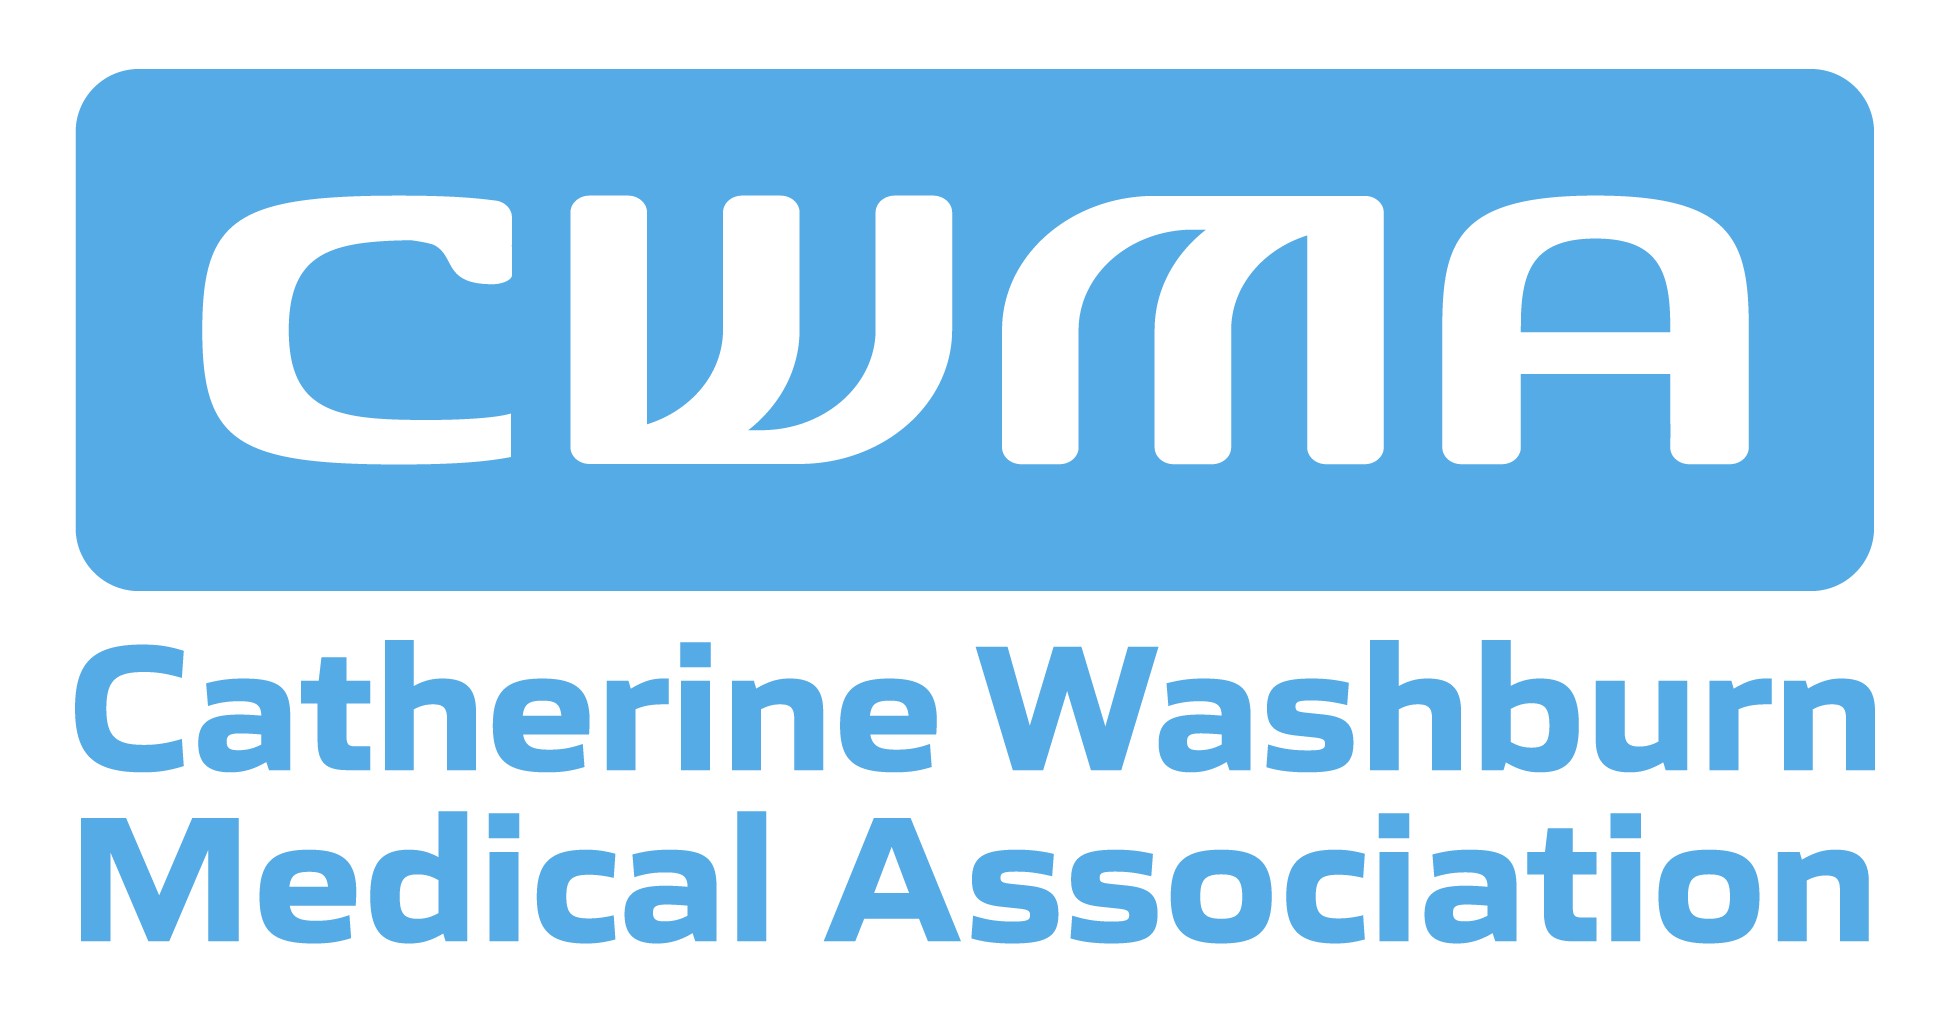 CWMA
Catherine Washburn
Medical Association